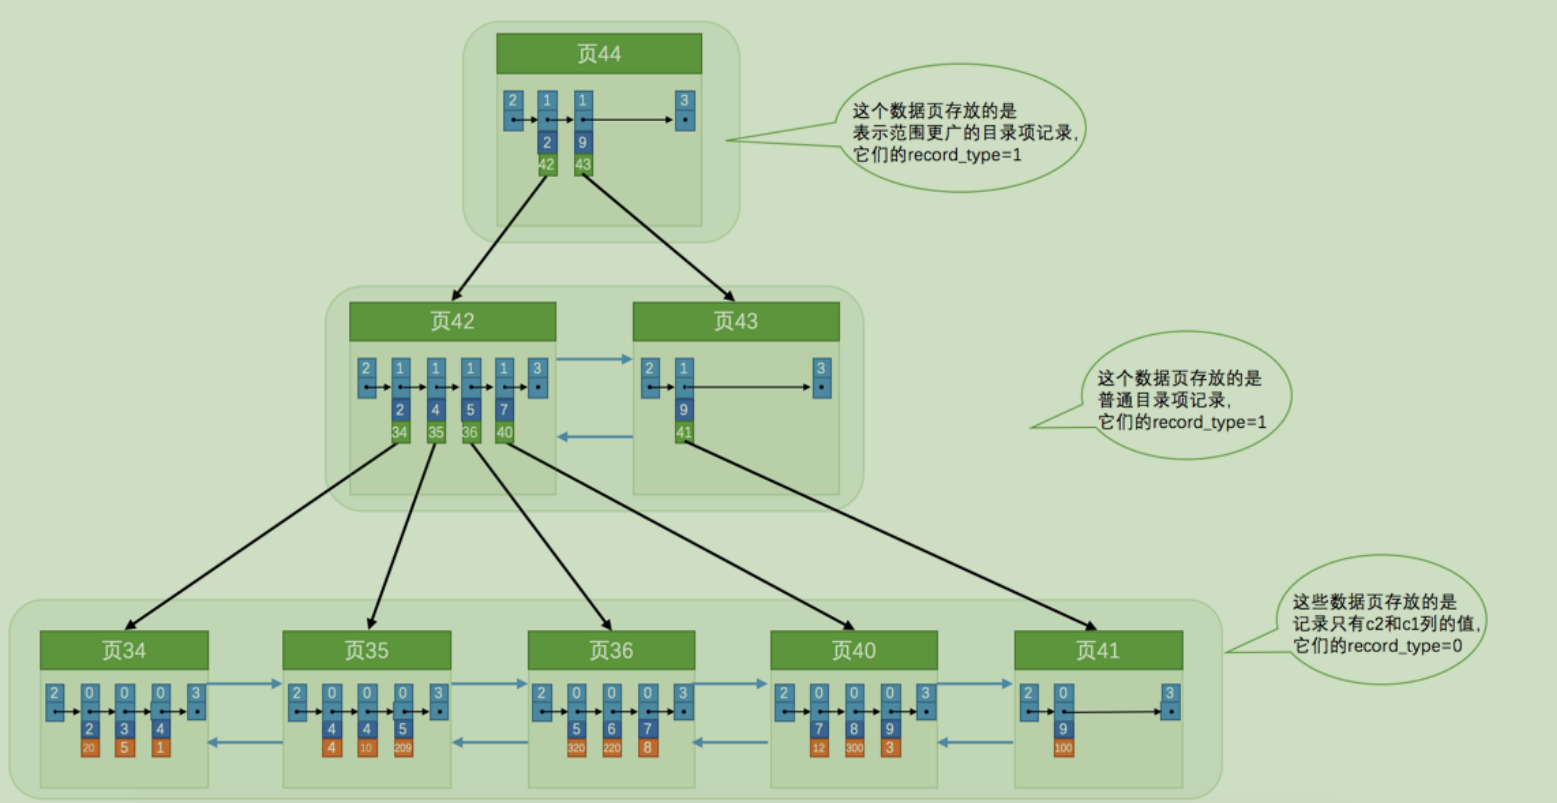 页44
2 1 1 3
2 9
42 43
这个数据页存放的是
表示范围更广的目录项记录,
它们的record_type=1
页42
2 1 1 1 1 3
2 4 5 7
34 35 36 40
页43
2 1 3
9
41
这个数据页存放的是
普通目录项记录,
它们的record_type=1
页34
2 0 0 0 3
2 3 4
20 5 1
页35
2 0 0 0 3
4 4 5
4 10 209
页36
2 0 0 0 3
5 6 7
320 220 8
页40
2 0 0 0 3
7 8 9
12 300 3
页41
2 0 3
9
100
这些数据页存放的是
记录只有c2和c1列的值,
它们的record_type=0